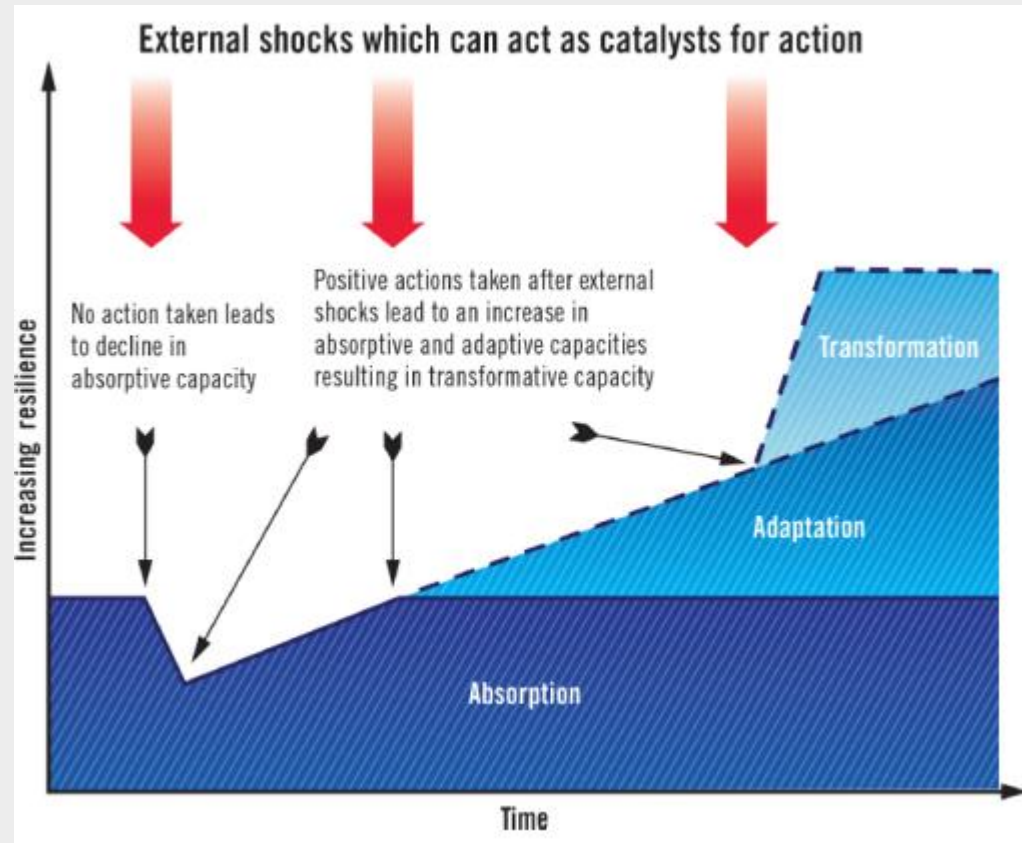 External shocks which can act as catalysts for action
No action taken leads
to decline in
absorptive capacity
Positive actions taken after external
shocks lead to an increase in
absorptive and adaptive capacities
resulting in transformative capacity
Transformation
Adaptation
Absorption
Increasing resilience
Time